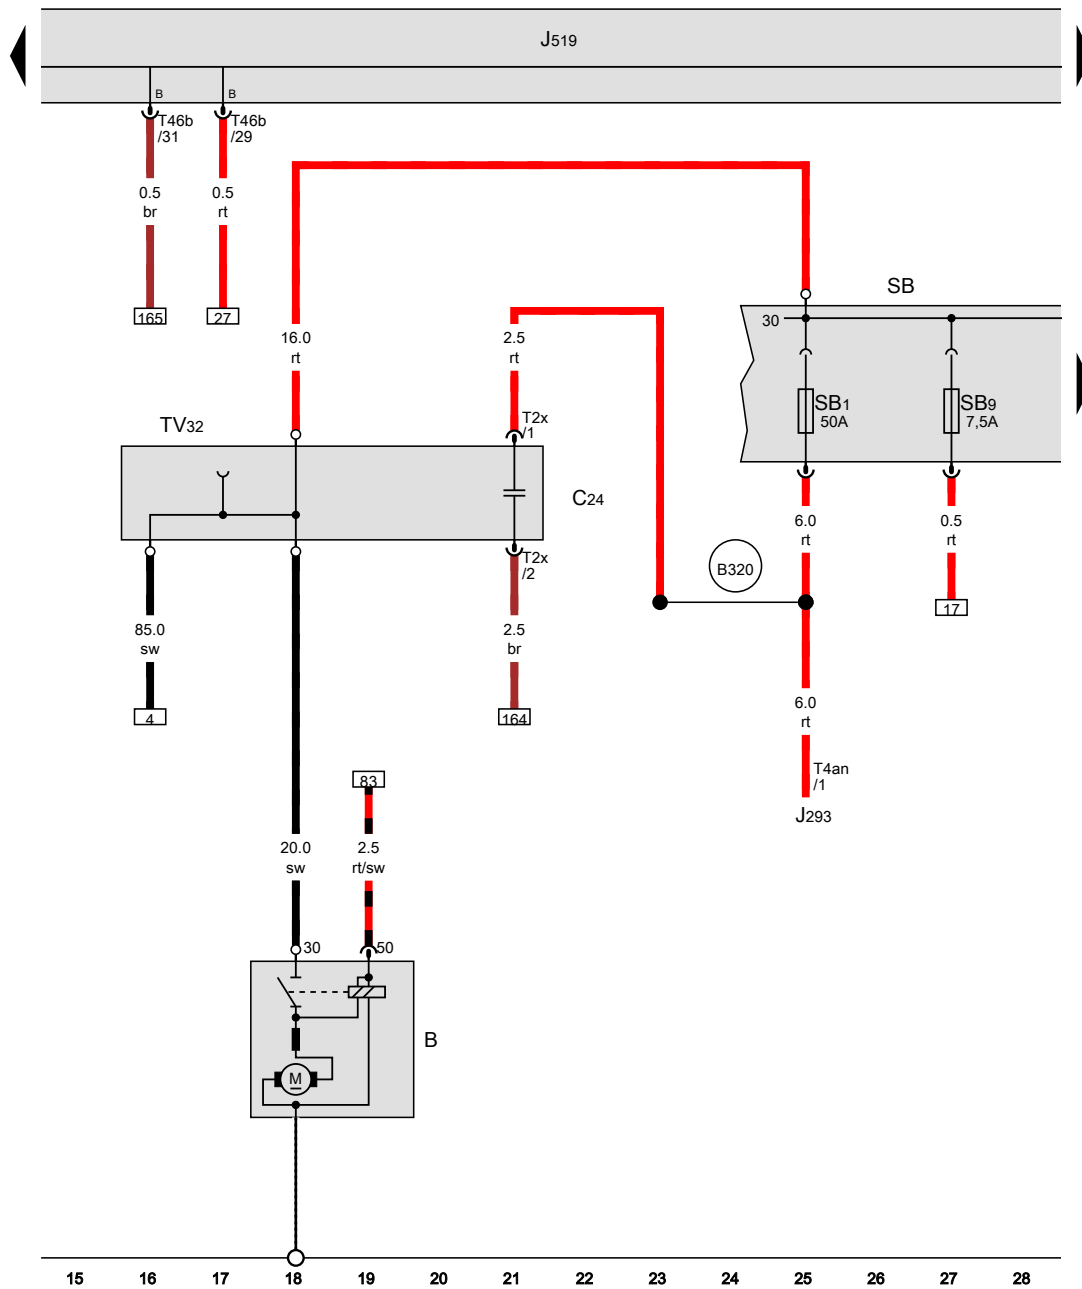 J519
B
B
T46b
/31
T46b
/29
0.5
br
0.5
rt
165
27
SB
30
16.0
rt
2.5
rt
SB1
50A
SB9
7,5A
TV32
T2x
/1
C24
6.0
rt
0.5
rt
T2x
/2
B320
17
85.0
sw
2.5
br
4
164
6.0
rt
T4an
/1
J293
83
20.0
sw
2.5
rt/sw
30
50
B
M
15 16 17 18 19 20 21 22 23 24 25 26 27 28